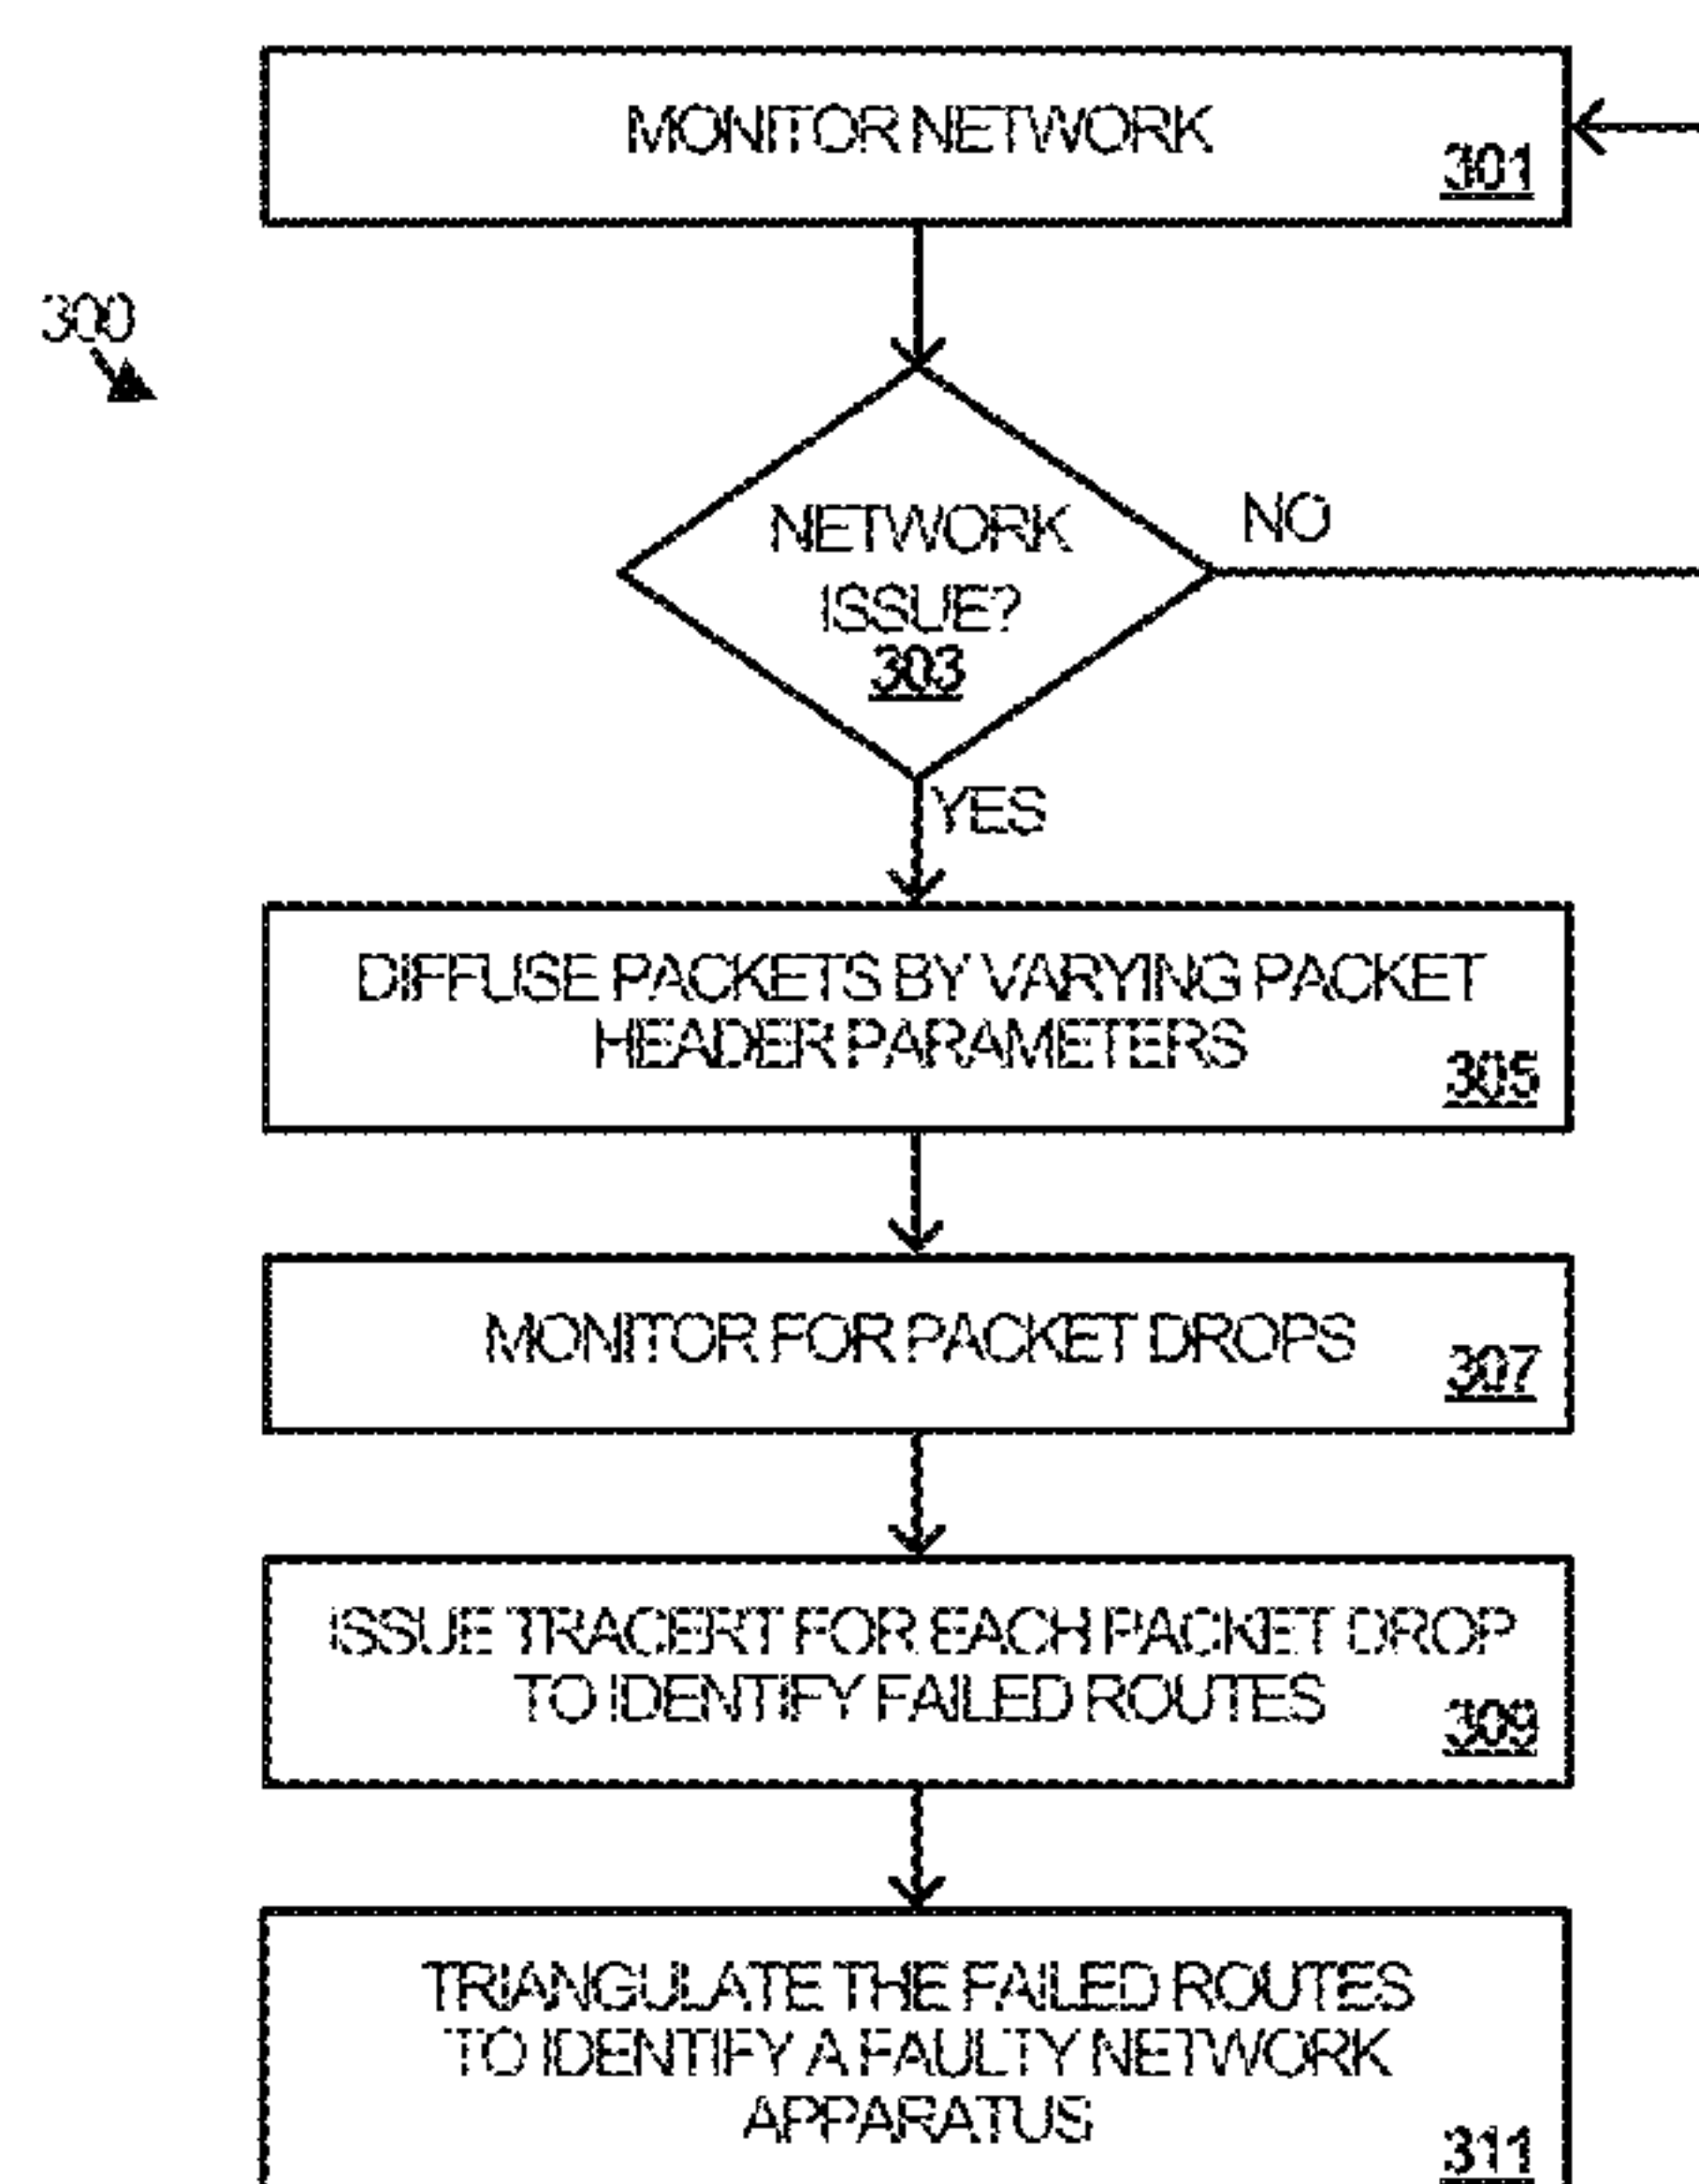 MONITOR NETWORK
301
300
NETWORK
ISSUE?
303
NO
YES
DIFFUSE PACKETS BY VARYING PACKET
HEADER PARAMETERS
305
MONITOR FOR PACKET DROPS
307
ISSUE TRACERT FOR EACH PACKET DROP
TO IDENTIFY FAILED ROUTES
309
TRIANGULATE THE FAILED ROUTES
TO IDENTIFY A FAULTY NETWORK
APPARATUS
311